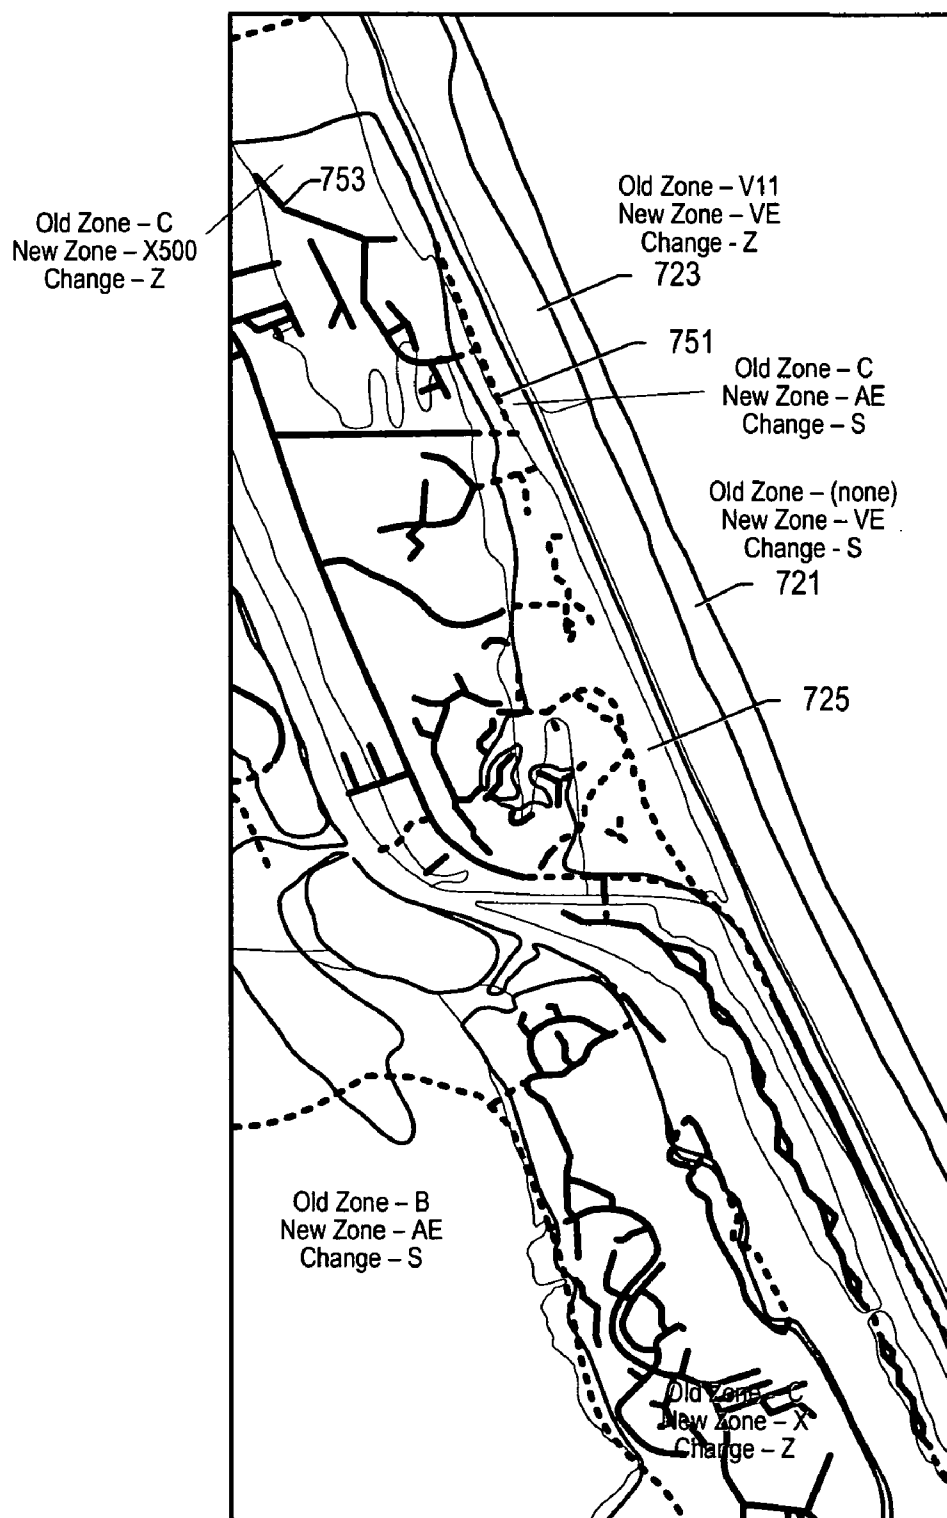 753
Old Zone – C
New Zone – X500
Change – Z
Old Zone – V11
New Zone – VE
Change - Z
723
751
Old Zone – C
New Zone – AE
Change – S
Old Zone – (none)
New Zone – VE
Change - S
721
725
Old Zone – B
New Zone – AE
Change – S
Old Zone – C
New Zone – X
Change – Z